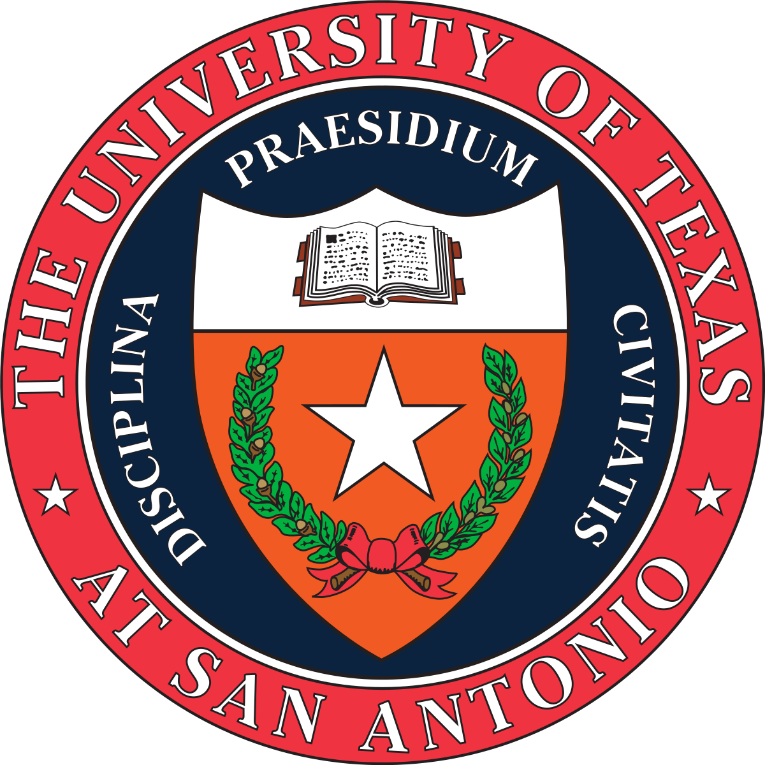 THE UNIVERSITY OF TEXAS
AT SAN ANTONIO
DISCIPLINA
PRAESIDIUM
CIVITATIS